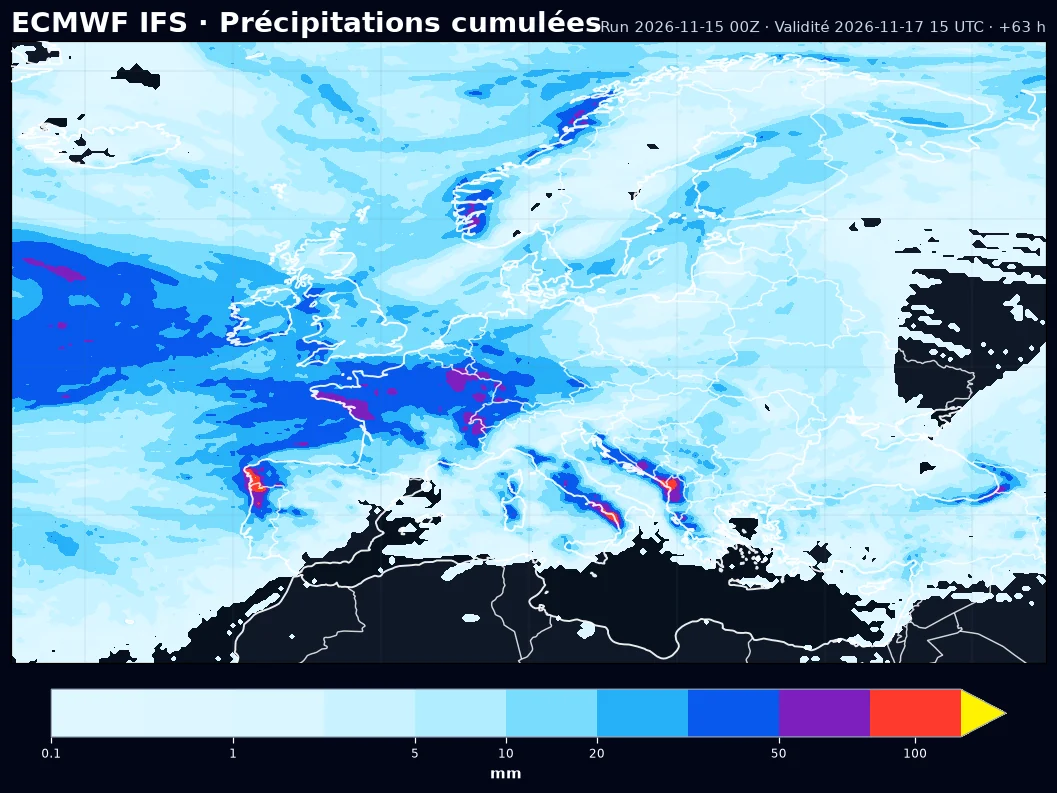 ECMWF IFS · Précipitations cumulées
Run 2026-11-15 00Z · Validité 2026-11-17 15 UTC · +63 h
0.1 1 5 10 20 50 100
mm